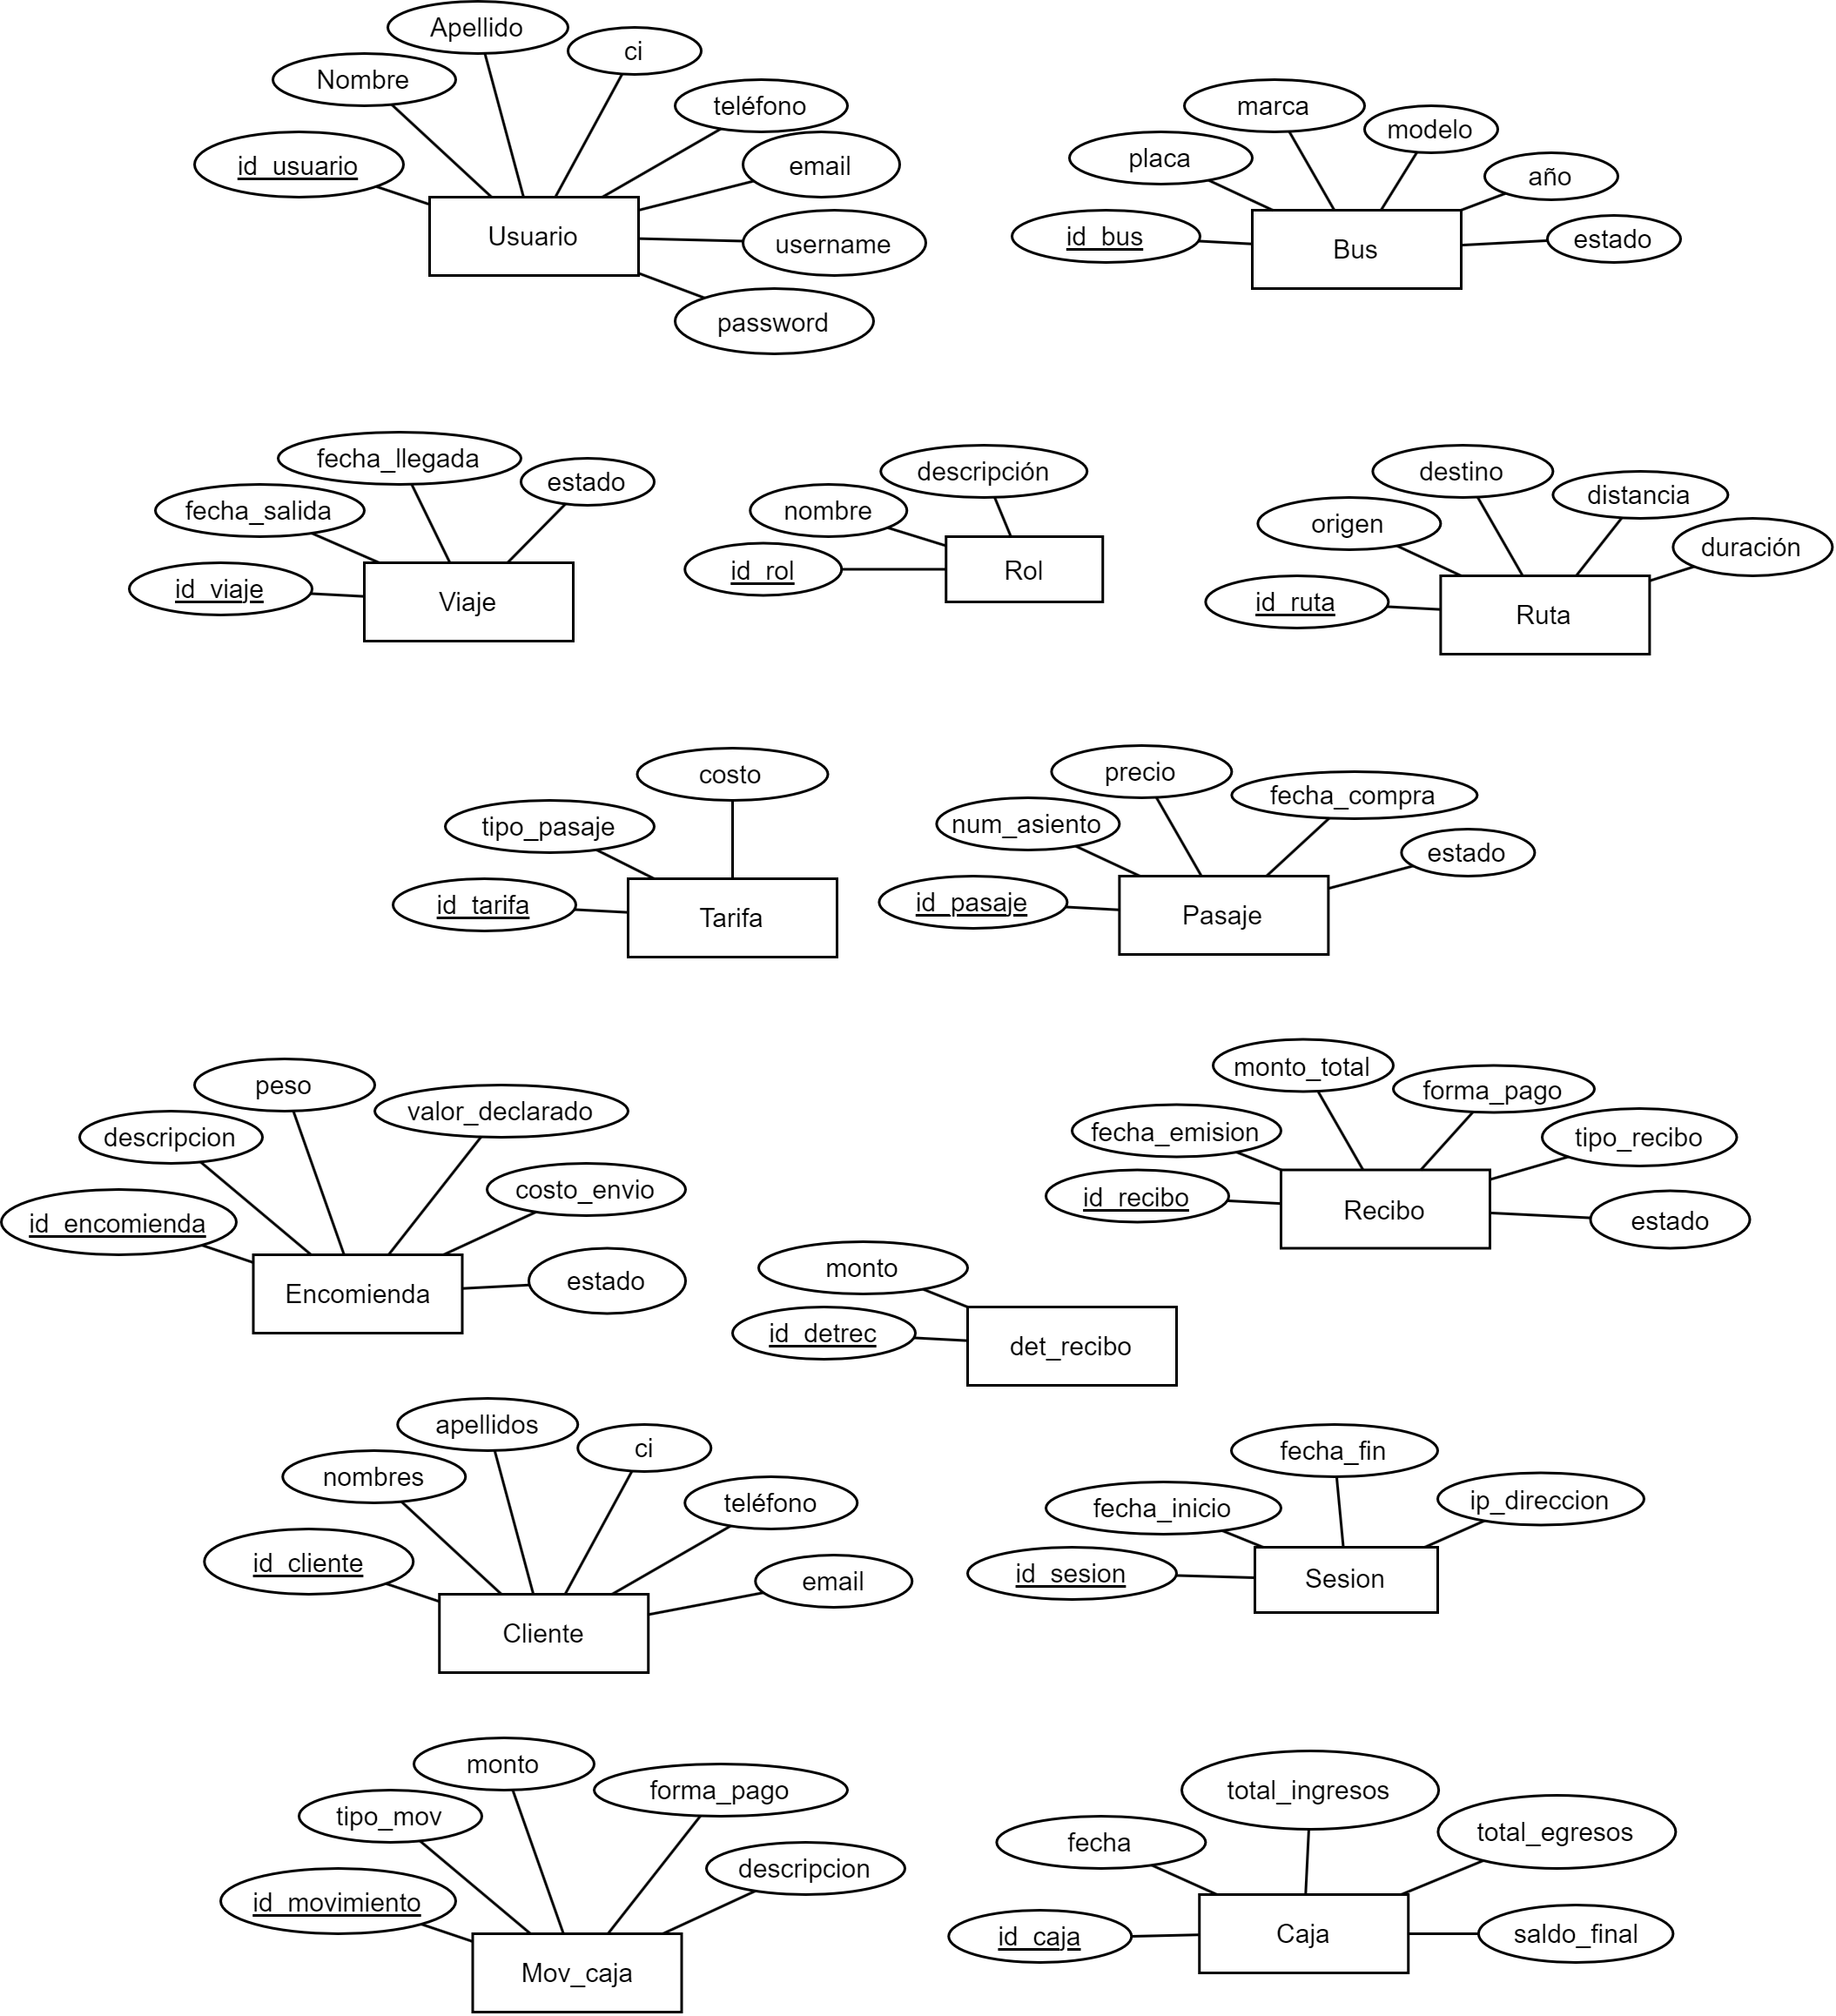 Apellido
ci
Nombre
teléfono
id_usuario
email
Usuario
username
password
marca
modelo
placa
año
id_bus
Bus
estado
fecha_llegada
estado
fecha_salida
id_viaje
Viaje
descripción
nombre
id_rol
Rol
destino
distancia
origen
duración
id_ruta
Ruta
costo
tipo_pasaje
id_tarifa
Tarifa
precio
fecha_compra
num_asiento
estado
id_pasaje
Pasaje
peso
valor_declarado
descripcion
costo_envio
id_encomienda
estado
Encomienda
monto_total
forma_pago
fecha_emision
tipo_recibo
id_recibo
Recibo
estado
monto
id_detrec
det_recibo
apellidos
ci
nombres
teléfono
id_cliente
email
Cliente
fecha_fin
fecha_inicio
ip_direccion
id_sesion
Sesion
monto
forma_pago
tipo_mov
descripcion
id_movimiento
Mov_caja
total_ingresos
total_egresos
fecha
id_caja
Caja
saldo_final